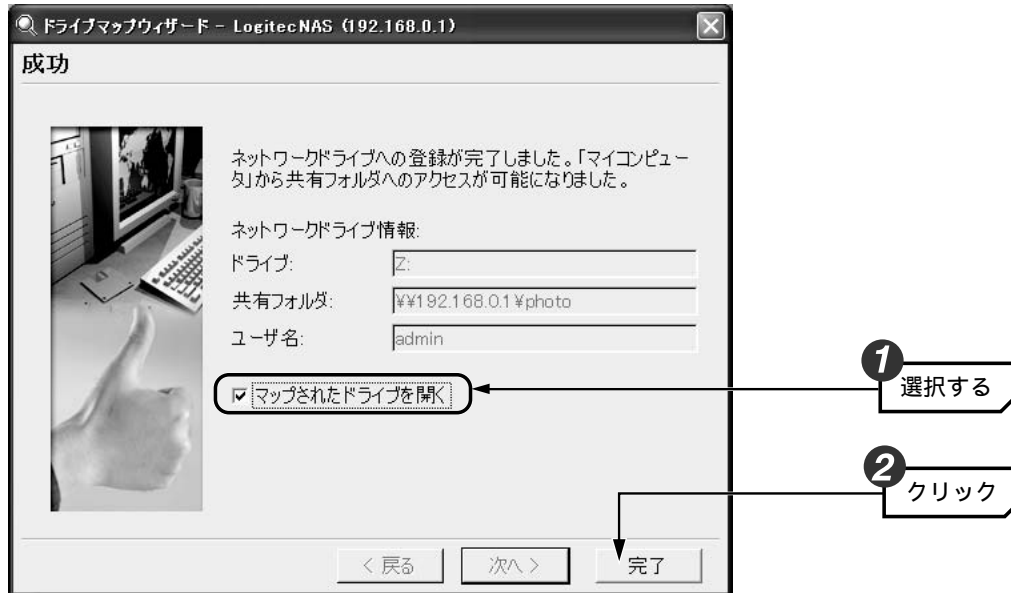 ドライブマップウィザード - LogitecNAS (192.168.0.1)
成功
ネットワークドライブへの登録が完了しました。「マイコンピュー
タ」から共有フォルダへのアクセスが可能になりました。
ネットワークドライブ情報:
ドライブ: Z:
共有フォルダ: ¥¥192.168.0.1¥photo
ユーザ名: admin
マップされたドライブを開く
1
選択する
2
クリック
< 戻る 次へ > 完了